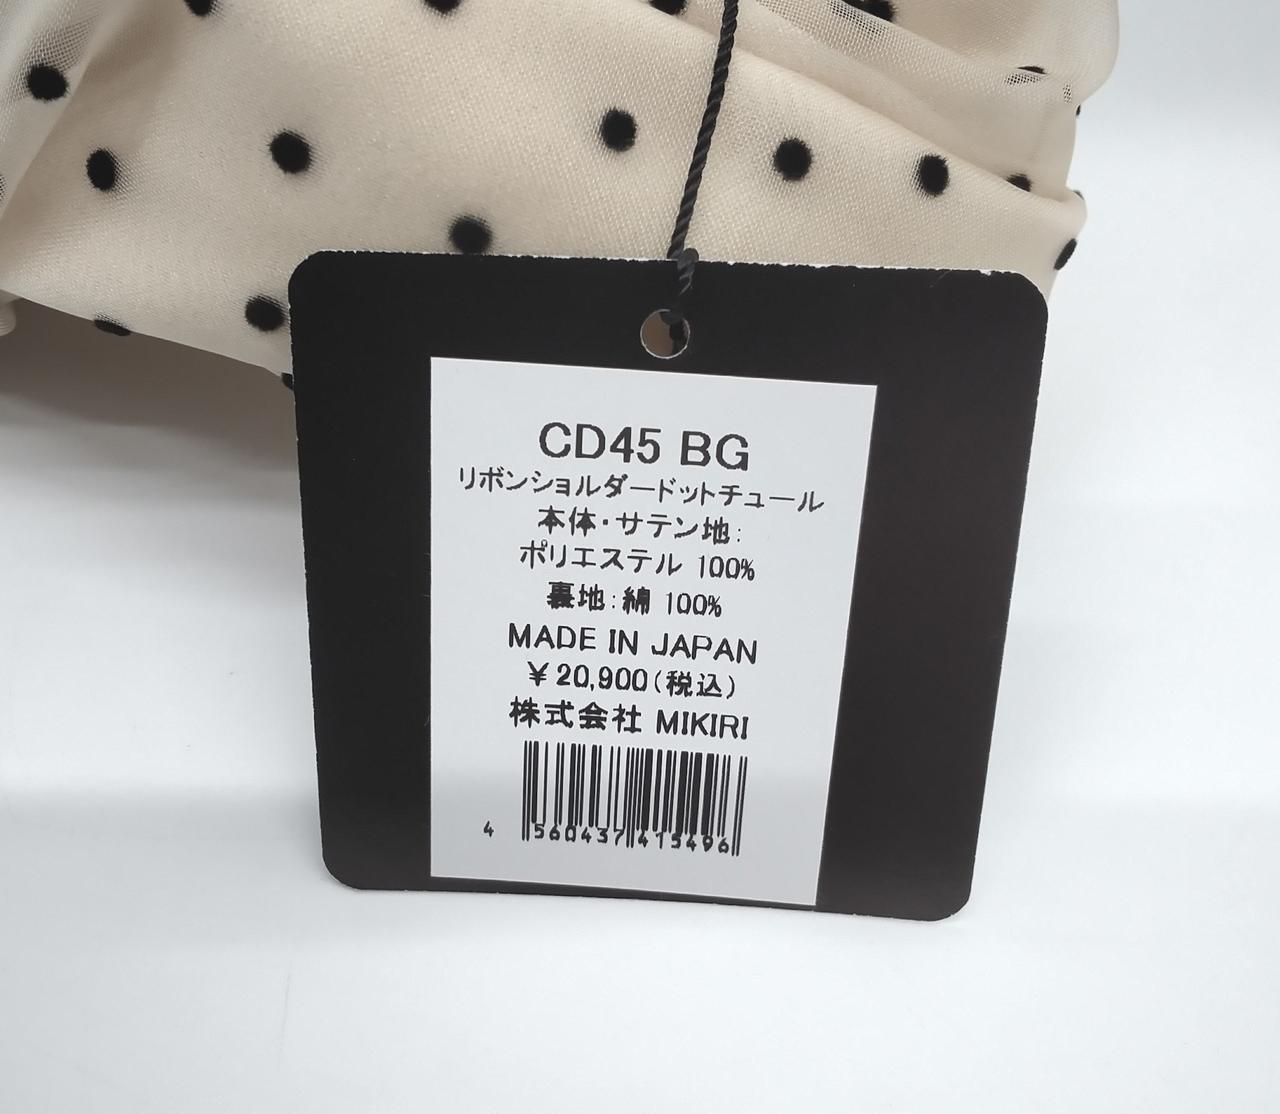 CD45 BG
リボンショルダードットチュール
本体・サテン地:
ポリエステル 100%
裏地:綿 100%
MADE IN JAPAN
¥20,900(税込)
株式会社 MIKIRI
4 560437 415496